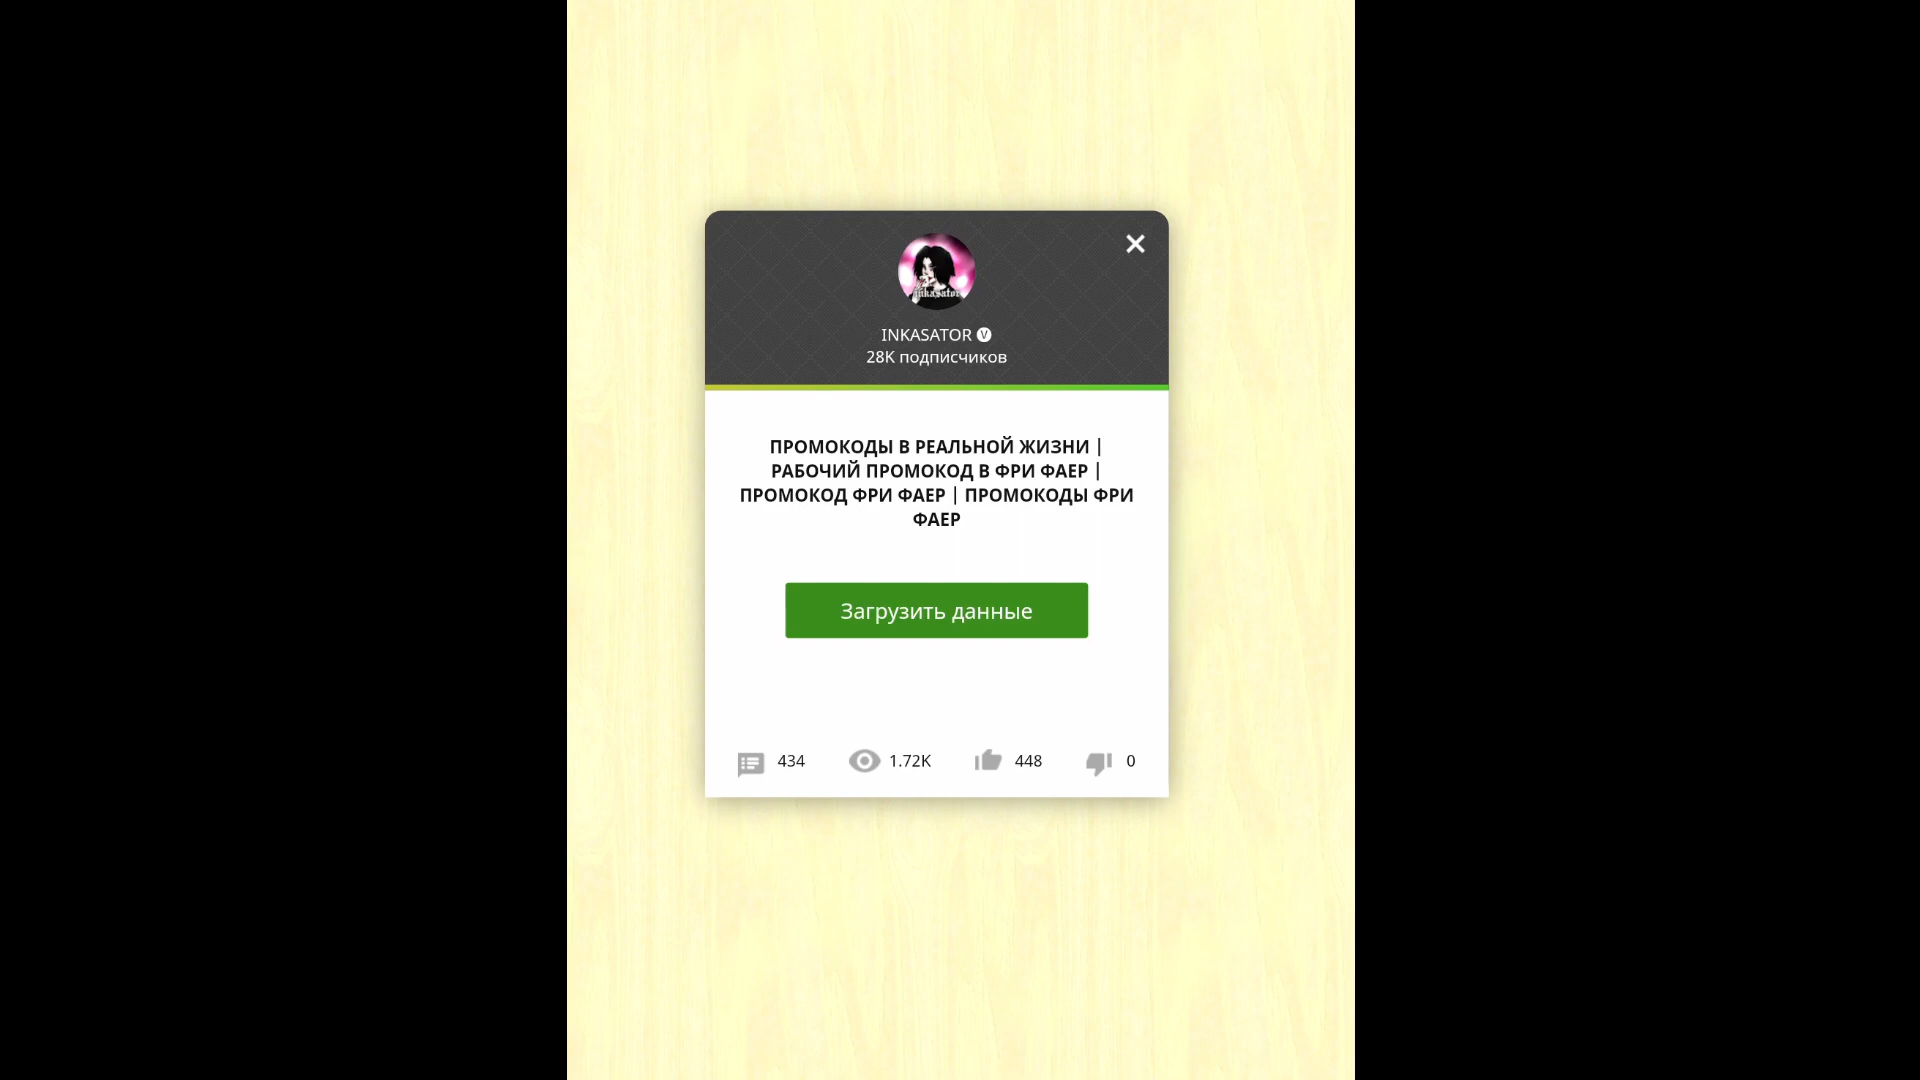 inkasator
INKASATOR V
28K подписчиков
ПРОМОКОДЫ В РЕАЛЬНОЙ ЖИЗНИ |
РАБОЧИЙ ПРОМОКОД В ФРИ ФАЕР |
ПРОМОКОД ФРИ ФАЕР | ПРОМОКОДЫ ФРИ
ФАЕР
Загрузить данные
434 1.72K 448 0